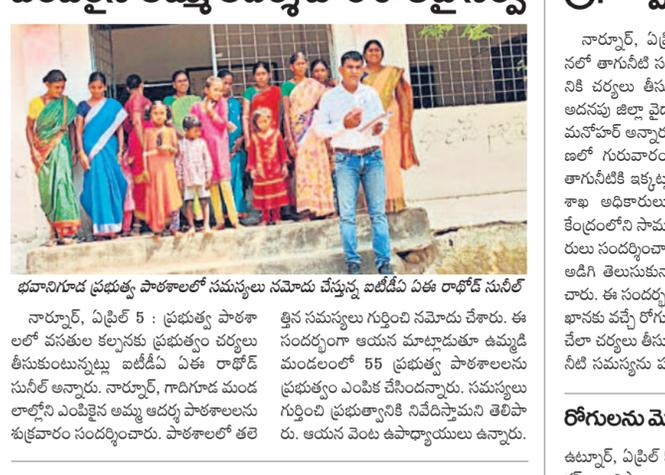 భవానిగూడ ప్రభుత్వ పాఠశాలలో సమస్యలు నమోదు చేస్తున్న ఐటీడీఏ ఏఈ రాథోడ్ సునీల్
నార్నూర్, ఏప్రిల్ 5 : ప్రభుత్వ పాఠశా
లలో వసతుల కల్పనకు ప్రభుత్వం చర్యలు
తీసుకుంటున్నట్లు ఐటీడీఏ ఏఈ రాథోడ్
సునీల్ అన్నారు. నార్నూర్, గాదిగూడ మండ
లాల్లోని ఎంపికైన అమ్మ ఆదర్శ పాఠశాలలను
శుక్రవారం సందర్శించారు. పాఠశాలలో తలె
త్తిన సమస్యలు గుర్తించి నమోదు చేశారు. ఈ
సందర్భంగా ఆయన మాట్లాడుతూ ఉమ్మడి
మండలంలో 55 ప్రభుత్వ పాఠశాలలను
ప్రభుత్వం ఎంపిక చేసిందన్నారు. సమస్యలు
గుర్తించి ప్రభుత్వానికి నివేదిస్తామని తెలిపా
రు. ఆయన వెంట ఉపాధ్యాయులు ఉన్నారు.
నార్నూర్, ఏప్రి
నలో తాగునీటి స
నికి చర్యలు తీసు
అదనపు జిల్లా వై
మనోహర్ అన్నార
ణలో గురువారం
తాగునీటికి ఇక్కట్ల
శాఖ అధికారులు
కేంద్రంలోని సామ
రులు సందర్శించా
అడిగి తెలుసుకున
చారు. ఈ సందర్భ
ఖానకు వచ్చే రోగు
చేలా చర్యలు తీసు
నీటి సమస్యను ప
రోగులను మె
ఉట్నూర్, ఏప్రిల్